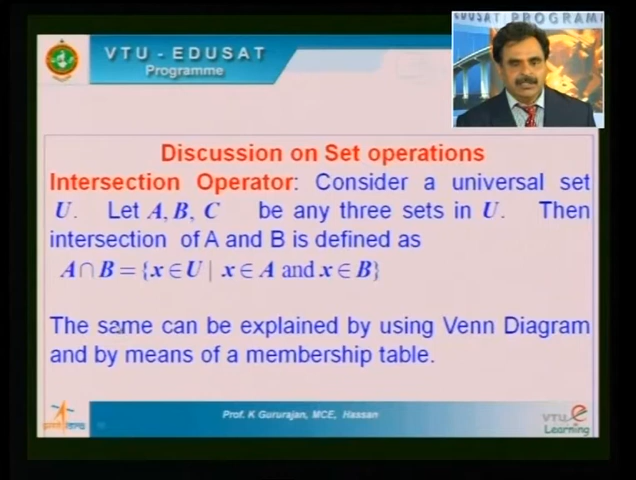 VTU - EDUSAT
Programme
EDUSAT PROGRAM
Discussion on Set operations
Intersection Operator: Consider a universal set
U. Let A, B, C be any three sets in U. Then
intersection of A and B is defined as
A∩B={x∈U | x∈A and x∈B}
The same can be explained by using Venn Diagram
and by means of a membership table.
Prof. K Gururajan, MCE, Hassan
VTU e
Learning